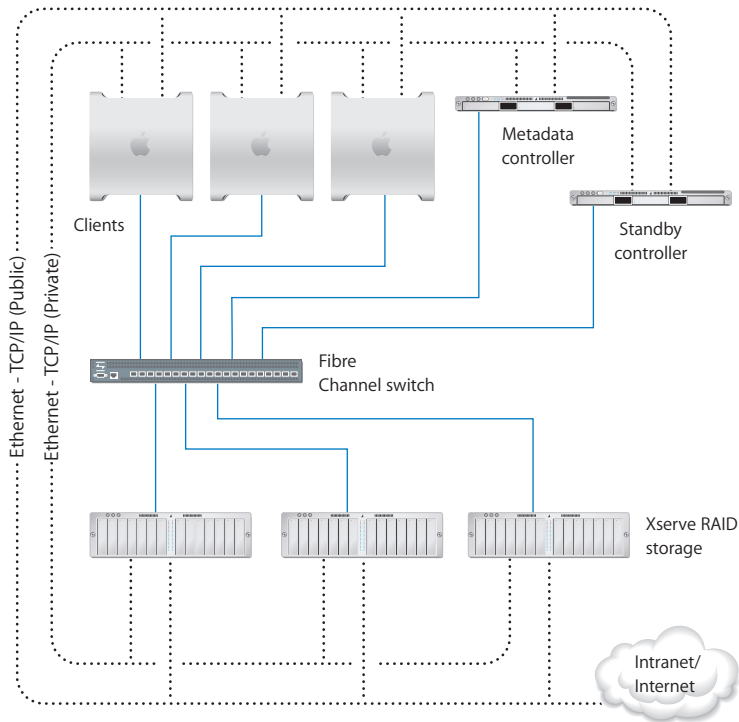 Metadata
controller
Clients
Standby
controller
Ethernet - TCP/IP (Public)
Ethernet - TCP/IP (Private)
Fibre
Channel switch
Xserve RAID
storage
Intranet/
Internet